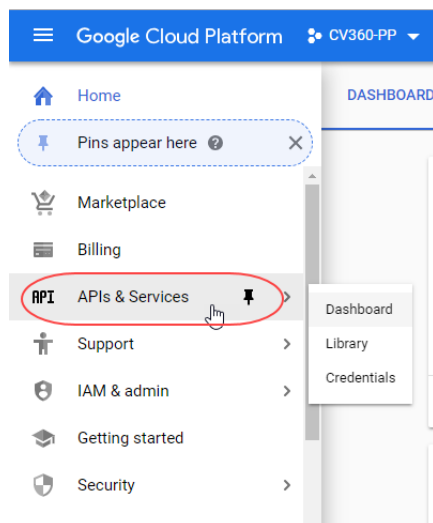 Google Cloud Platform CV360-PP
Home
DASHBOARD
Pins appear here
Marketplace
Billing
API APIs & Services
Dashboard
Library
Credentials
Support
IAM & admin
Getting started
Security